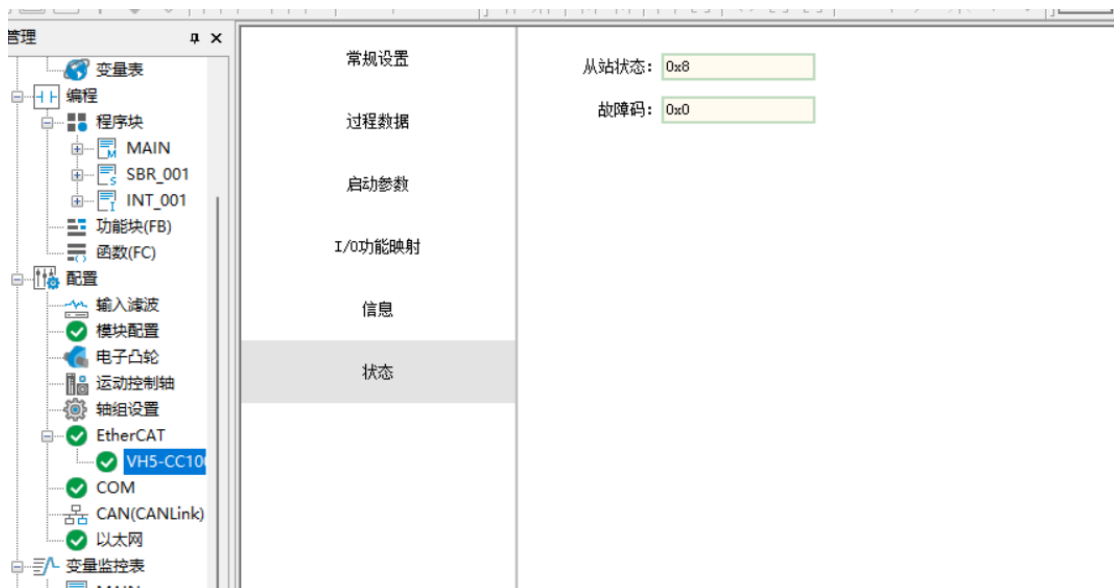 管理
变量表
编程
程序块
MAIN
SBR_001
INT_001
功能块(FB)
函数(FC)
配置
输入滤波
模块配置
电子凸轮
运动控制轴
轴组设置
EtherCAT
VH5-CC10
COM
CAN(CANLink)
以太网
变量监控表
MAIN
常规设置
过程数据
启动参数
I/O功能映射
信息
状态
从站状态: 0x8
故障码: 0x0